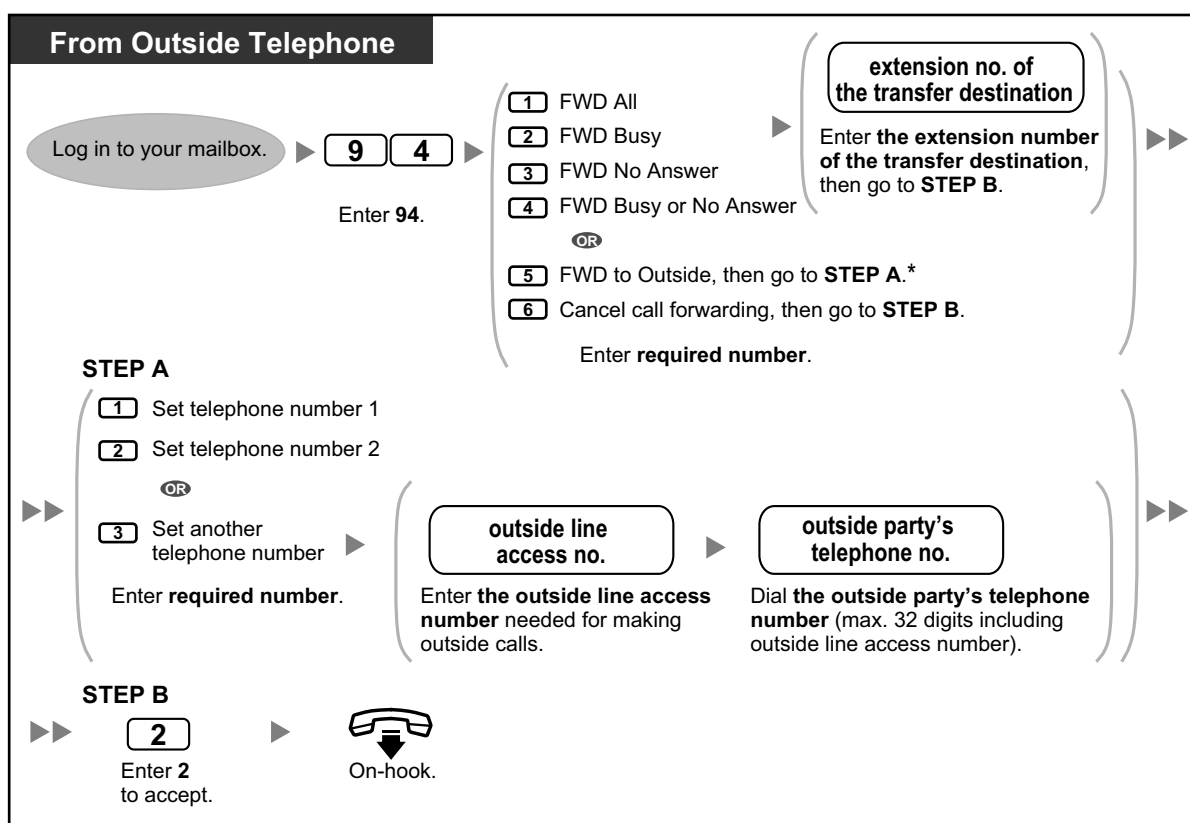 From Outside Telephone
Log in to your mailbox.
9 4
Enter 94.
1 FWD All
2 FWD Busy
3 FWD No Answer
4 FWD Busy or No Answer
OR
5 FWD to Outside, then go to STEP A.*
6 Cancel call forwarding, then go to STEP B.
Enter required number.
extension no. of
the transfer destination
Enter the extension number
of the transfer destination,
then go to STEP B.
STEP A
1 Set telephone number 1
2 Set telephone number 2
OR
3 Set another
telephone number
Enter required number.
outside line
access no.
Enter the outside line access
number needed for making
outside calls.
outside party's
telephone no.
Dial the outside party's telephone
number (max. 32 digits including
outside line access number).
STEP B
2
Enter 2
to accept.
On-hook.